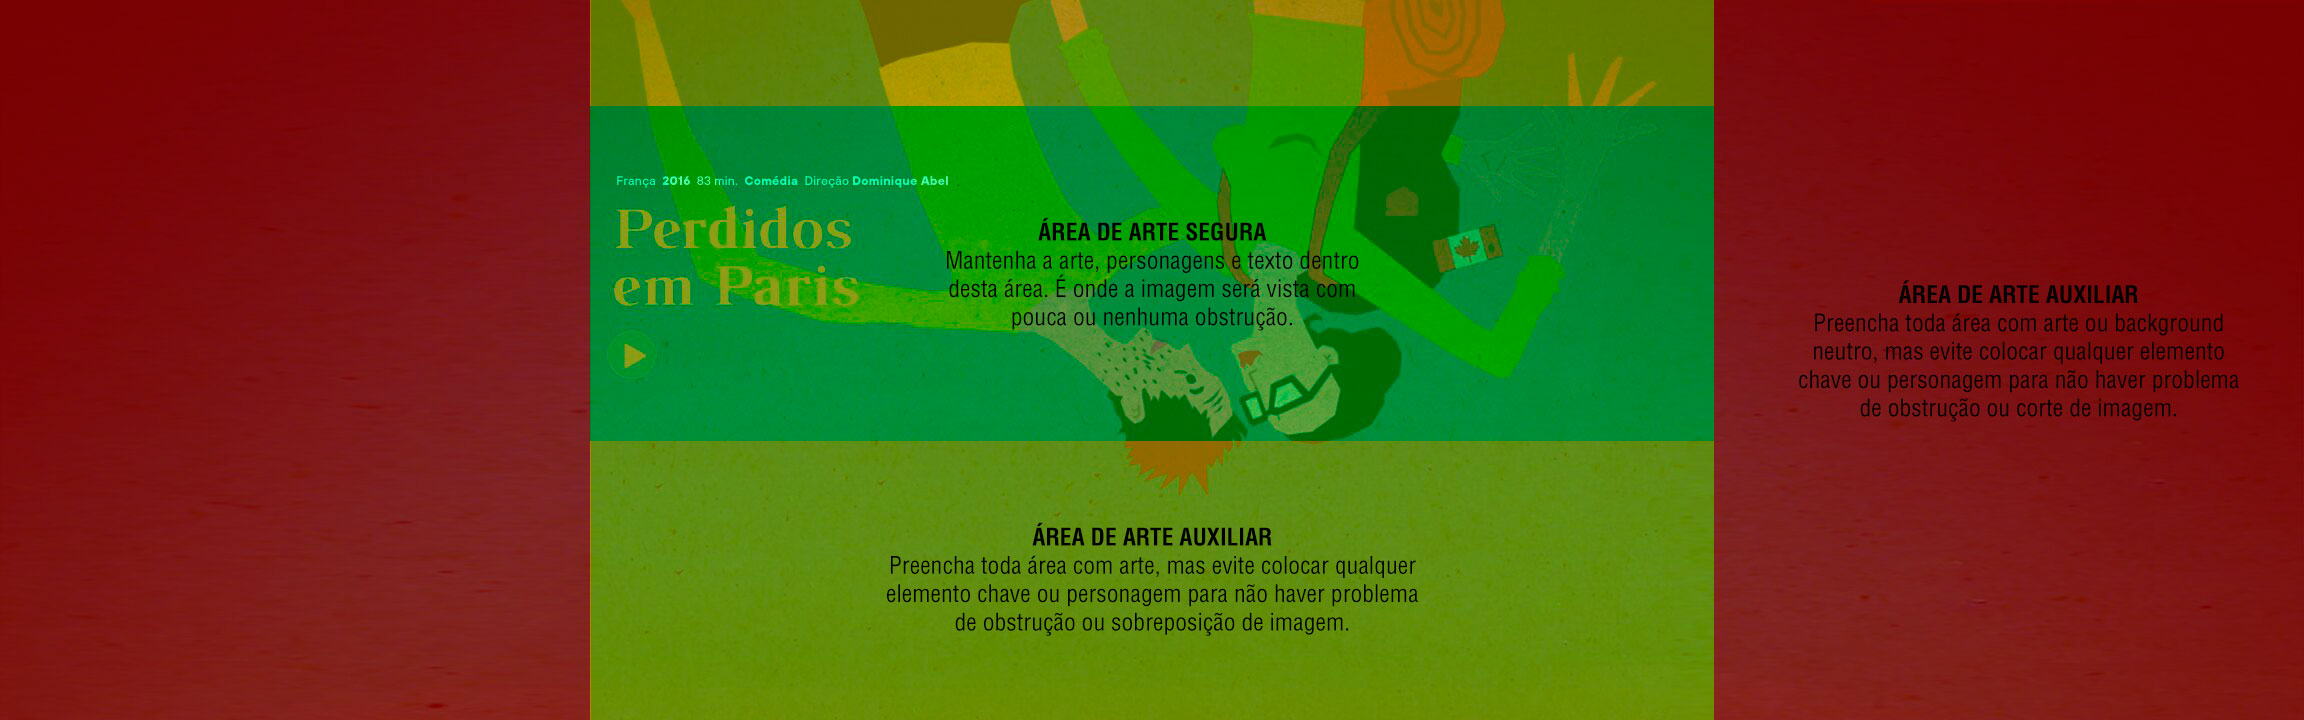 França 2016 83 min. Comédia Direção Dominique Abel
Perdidos
em Paris
ÁREA DE ARTE SEGURA
Mantenha a arte, personagens e texto dentro
desta área. É onde a imagem será vista com
pouca ou nenhuma obstrução.
ÁREA DE ARTE AUXILIAR
Preencha toda área com arte ou background
neutro, mas evite colocar qualquer elemento
chave ou personagem para não haver problema
de obstrução ou corte de imagem.
ÁREA DE ARTE AUXILIAR
Preencha toda área com arte, mas evite colocar qualquer
elemento chave ou personagem para não haver problema
de obstrução ou sobreposição de imagem.